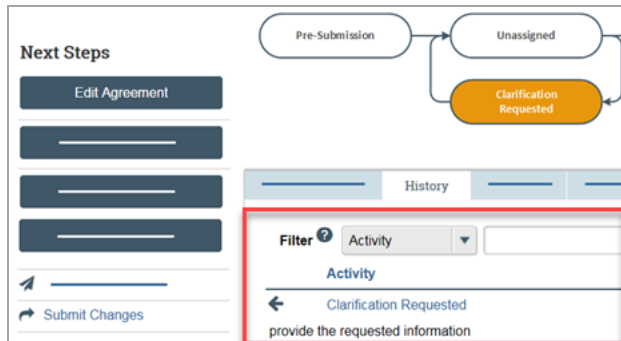 Pre-Submission
Unassigned
Next Steps
Edit Agreement
Clarification
Requested
History
Filter ? Activity
Activity
Clarification Requested
Submit Changes
provide the requested information